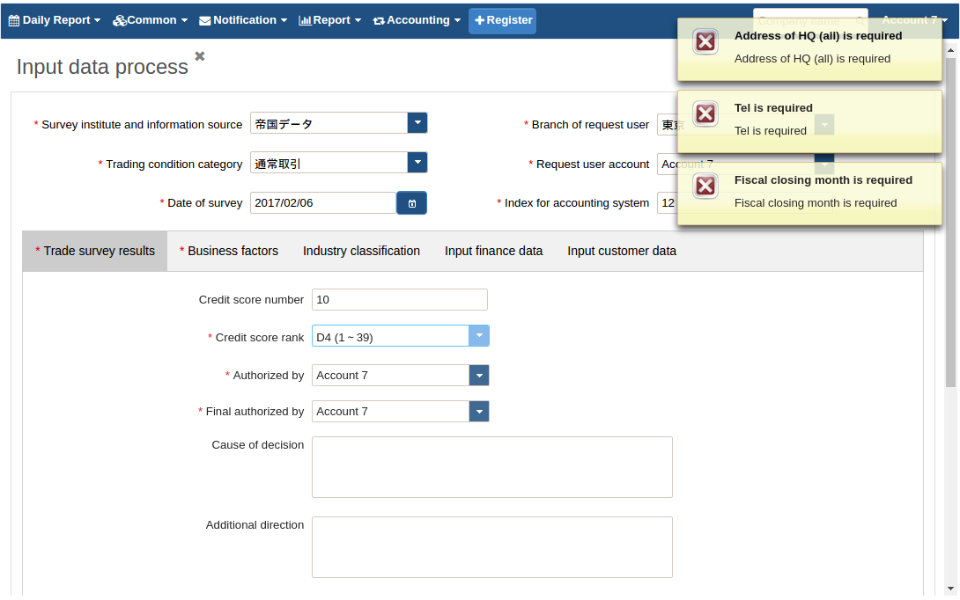 Daily Report Common Notification Report Accounting + Register Account 7
Input data process
Address of HQ (all) is required
Address of HQ (all) is required
Tel is required
Tel is required
Fiscal closing month is required
Fiscal closing month is required
* Survey institute and information source 帝国データ
* Branch of request user 東京
* Trading condition category 通常取引
* Request user account Account 7
* Date of survey 2017/02/06
* Index for accounting system 12
* Trade survey results * Business factors Industry classification Input finance data Input customer data
Credit score number 10
* Credit score rank D4 (1 ~ 39)
* Authorized by Account 7
* Final authorized by Account 7
Cause of decision
Additional direction